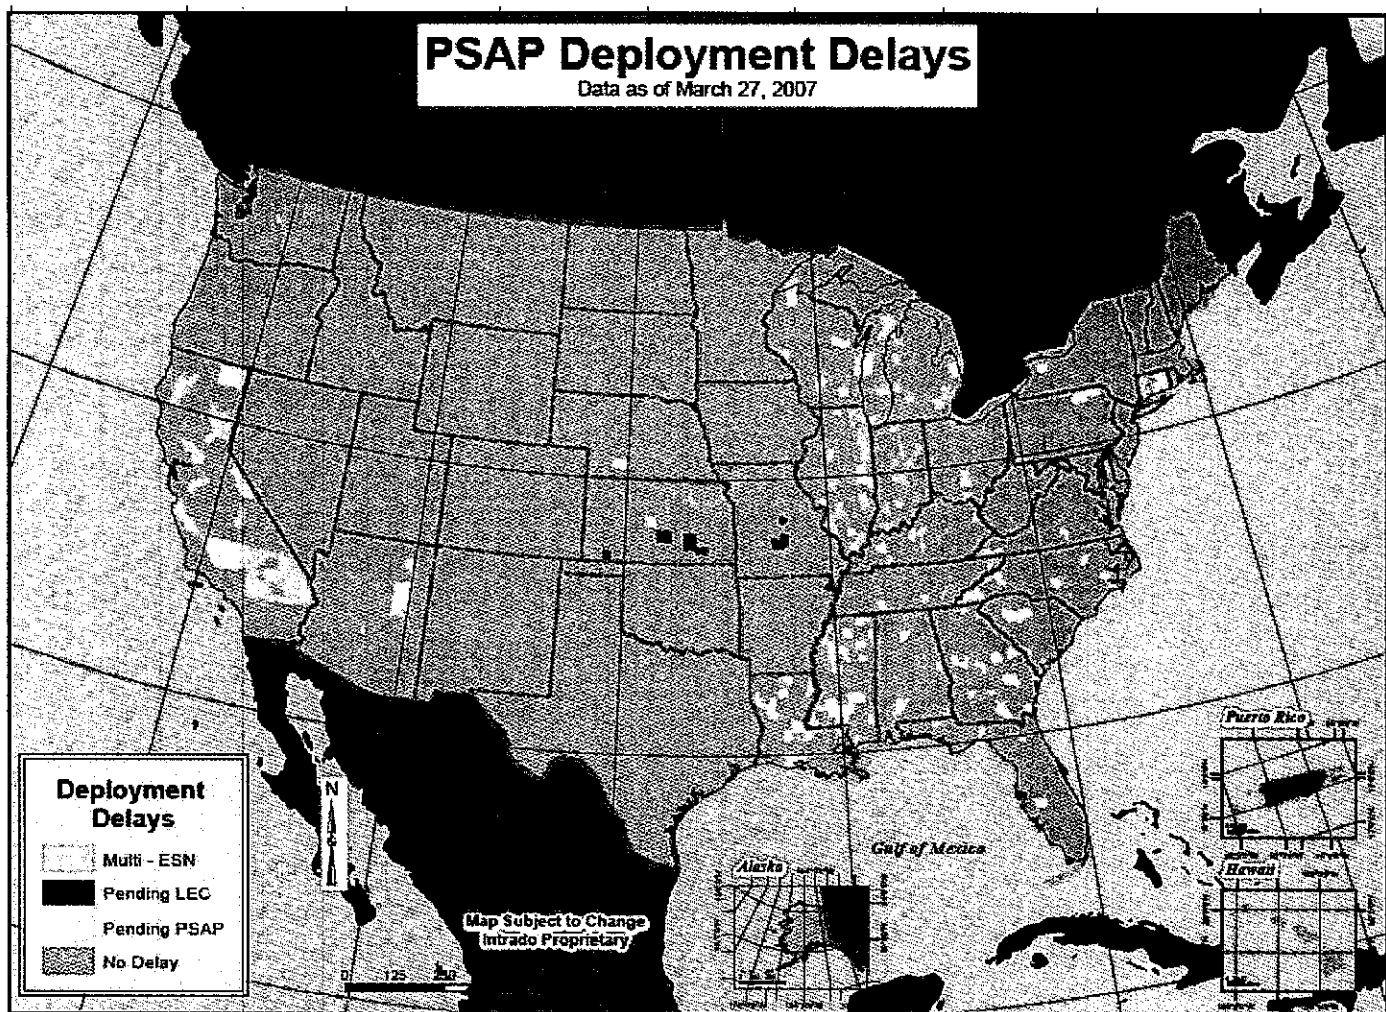 PSAP Deployment Delays
Data as of March 27, 2007
Puerto Rico
Deployment
Delays
Multi - ESN
Pending LEC
Pending PSAP
No Delay
N
Gulf of Mexico
Alaska
Hawaii
Map Subject to Change
Intrado Proprietary
0 125 250